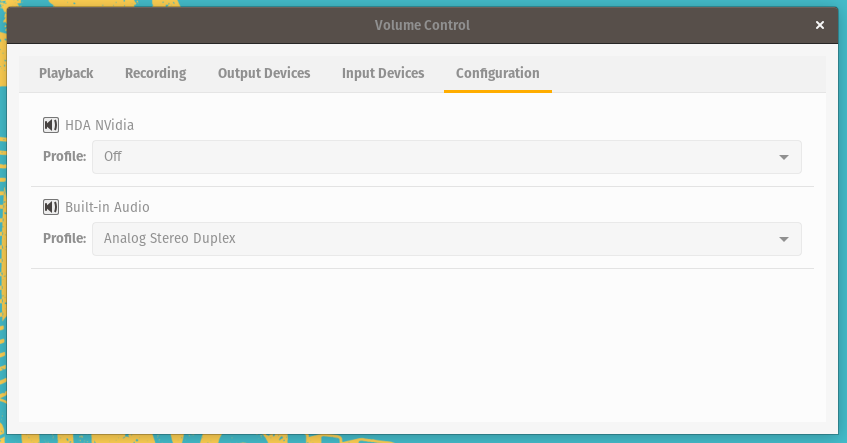 Volume Control
Playback Recording Output Devices Input Devices Configuration
HDA NVidia
Profile: Off
Built-in Audio
Profile: Analog Stereo Duplex